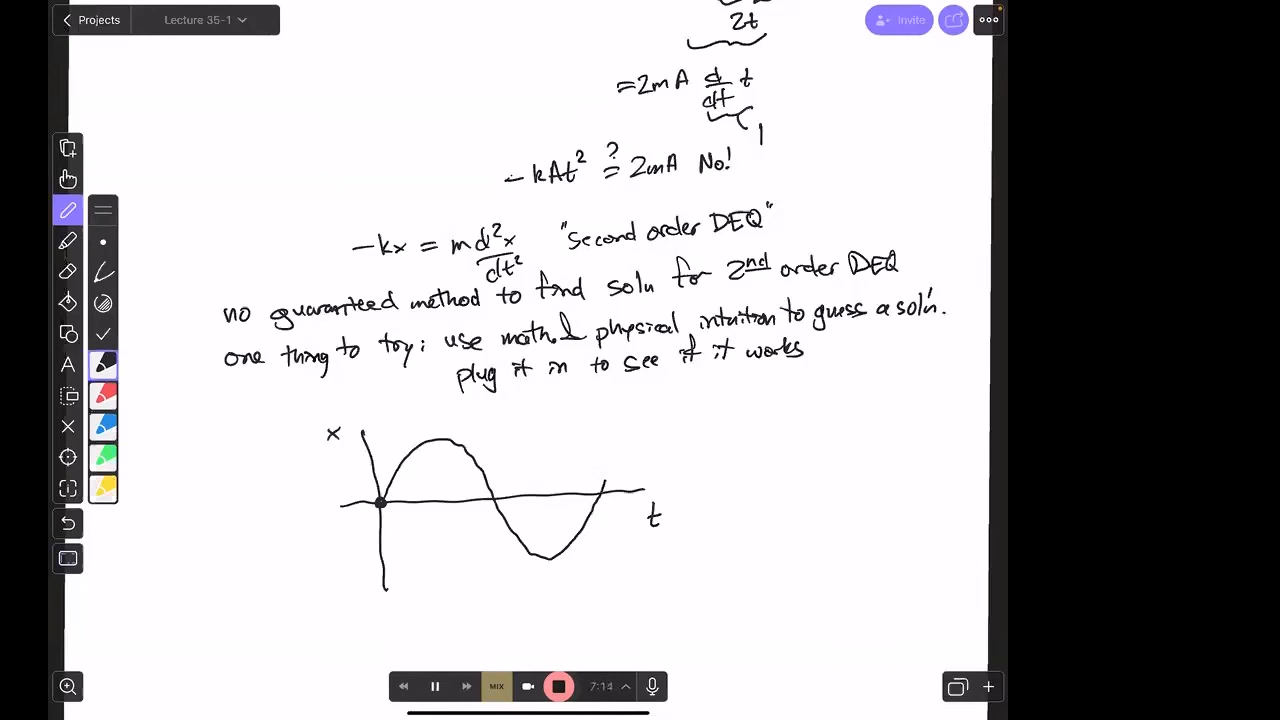 Projects
Lecture 35-1
Invite
2t
=2mA d/dt t
1
-kAt² ?= 2mA No!
-kx = m d²x/dt² "Second order DEQ"
no guaranteed method to find soln for 2nd order DEQ
one thing to try: use math & physical intuition to guess a sol'n.
plug it in to see if it works
x
t
A
MIX
7:14